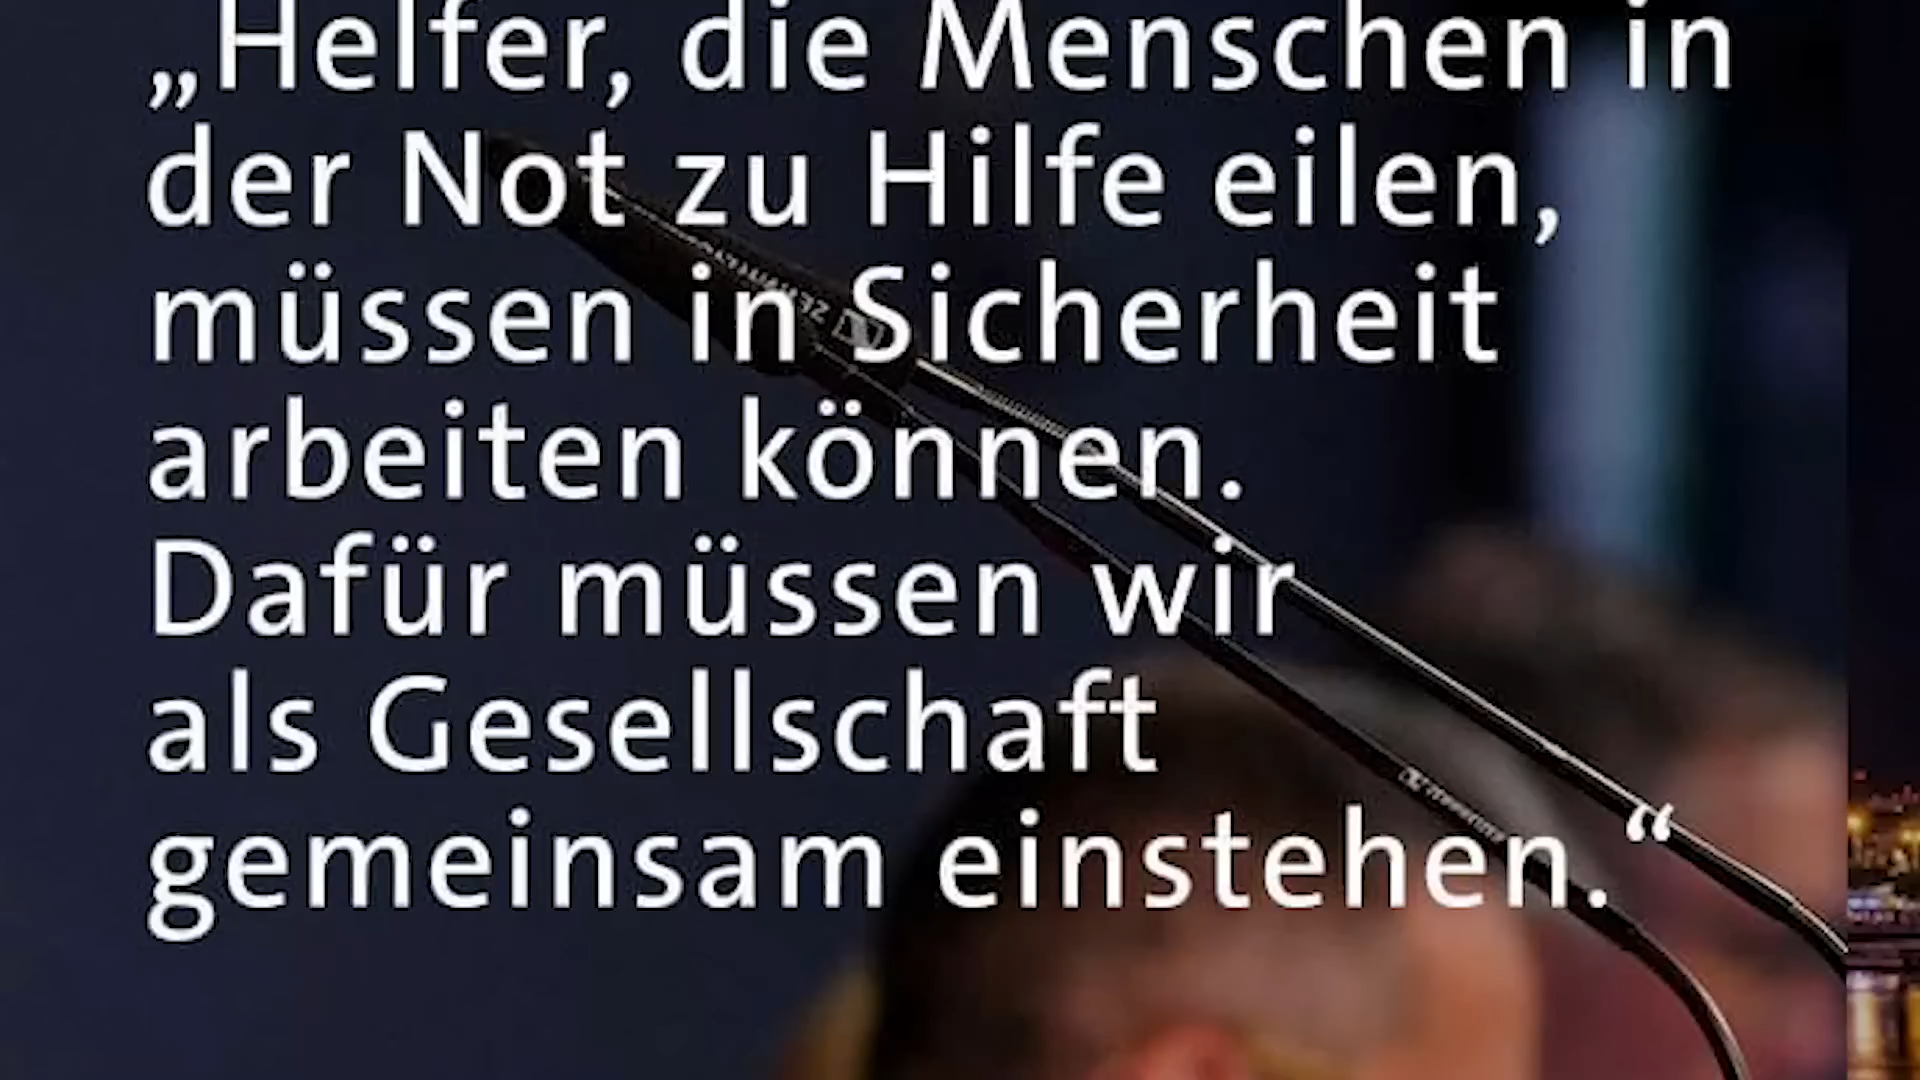 „Helfer, die Menschen in
der Not zu Hilfe eilen,
müssen in Sicherheit
arbeiten können.
Dafür müssen wir
als Gesellschaft
gemeinsam einstehen.“